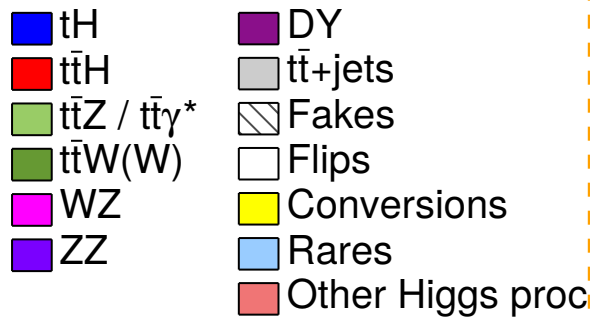 tH
tt̄H
tt̄Z / tt̄γ*
tt̄W(W)
WZ
ZZ
DY
tt̄+jets
Fakes
Flips
Conversions
Rares
Other Higgs proc